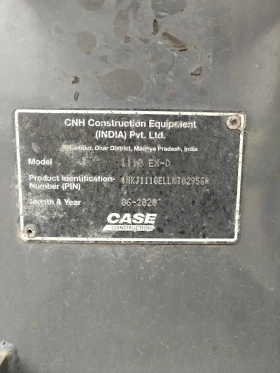 CNH Construction Equipment
(INDIA) Pvt. Ltd.
Pithampur, Dhar District, Madhya Pradesh, India
Model 1110 EX-D
Product Identification
Number (PIN)
Month & Year 06-2020
CASE
CONSTRUCTION